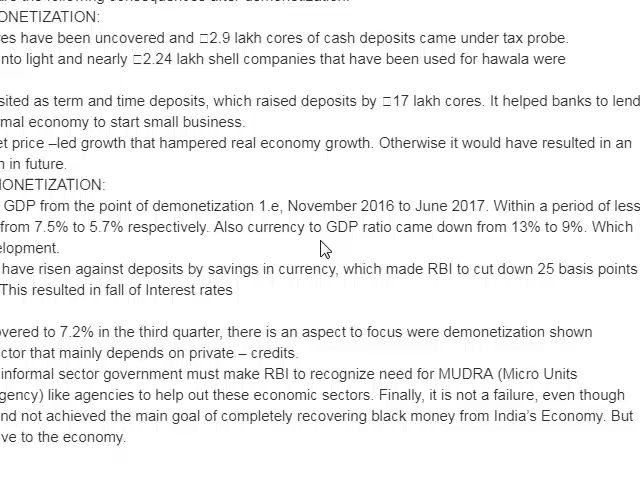 are the following consequences after demonetization:
ONETIZATION:
res have been uncovered and □2.9 lakh cores of cash deposits came under tax probe.
nto light and nearly □2.24 lakh shell companies that have been used for hawala were
sited as term and time deposits, which raised deposits by □17 lakh cores. It helped banks to lend
mal economy to start small business.
et price –led growth that hampered real economy growth. Otherwise it would have resulted in an
n in future.
MONETIZATION:
GDP from the point of demonetization 1.e, November 2016 to June 2017. Within a period of less
from 7.5% to 5.7% respectively. Also currency to GDP ratio came down from 13% to 9%. Which
elopment.
have risen against deposits by savings in currency, which made RBI to cut down 25 basis points
This resulted in fall of Interest rates
overed to 7.2% in the third quarter, there is an aspect to focus were demonetization shown
ctor that mainly depends on private – credits.
informal sector government must make RBI to recognize need for MUDRA (Micro Units
gency) like agencies to help out these economic sectors. Finally, it is not a failure, even though
nd not achieved the main goal of completely recovering black money from India's Economy. But
ve to the economy.